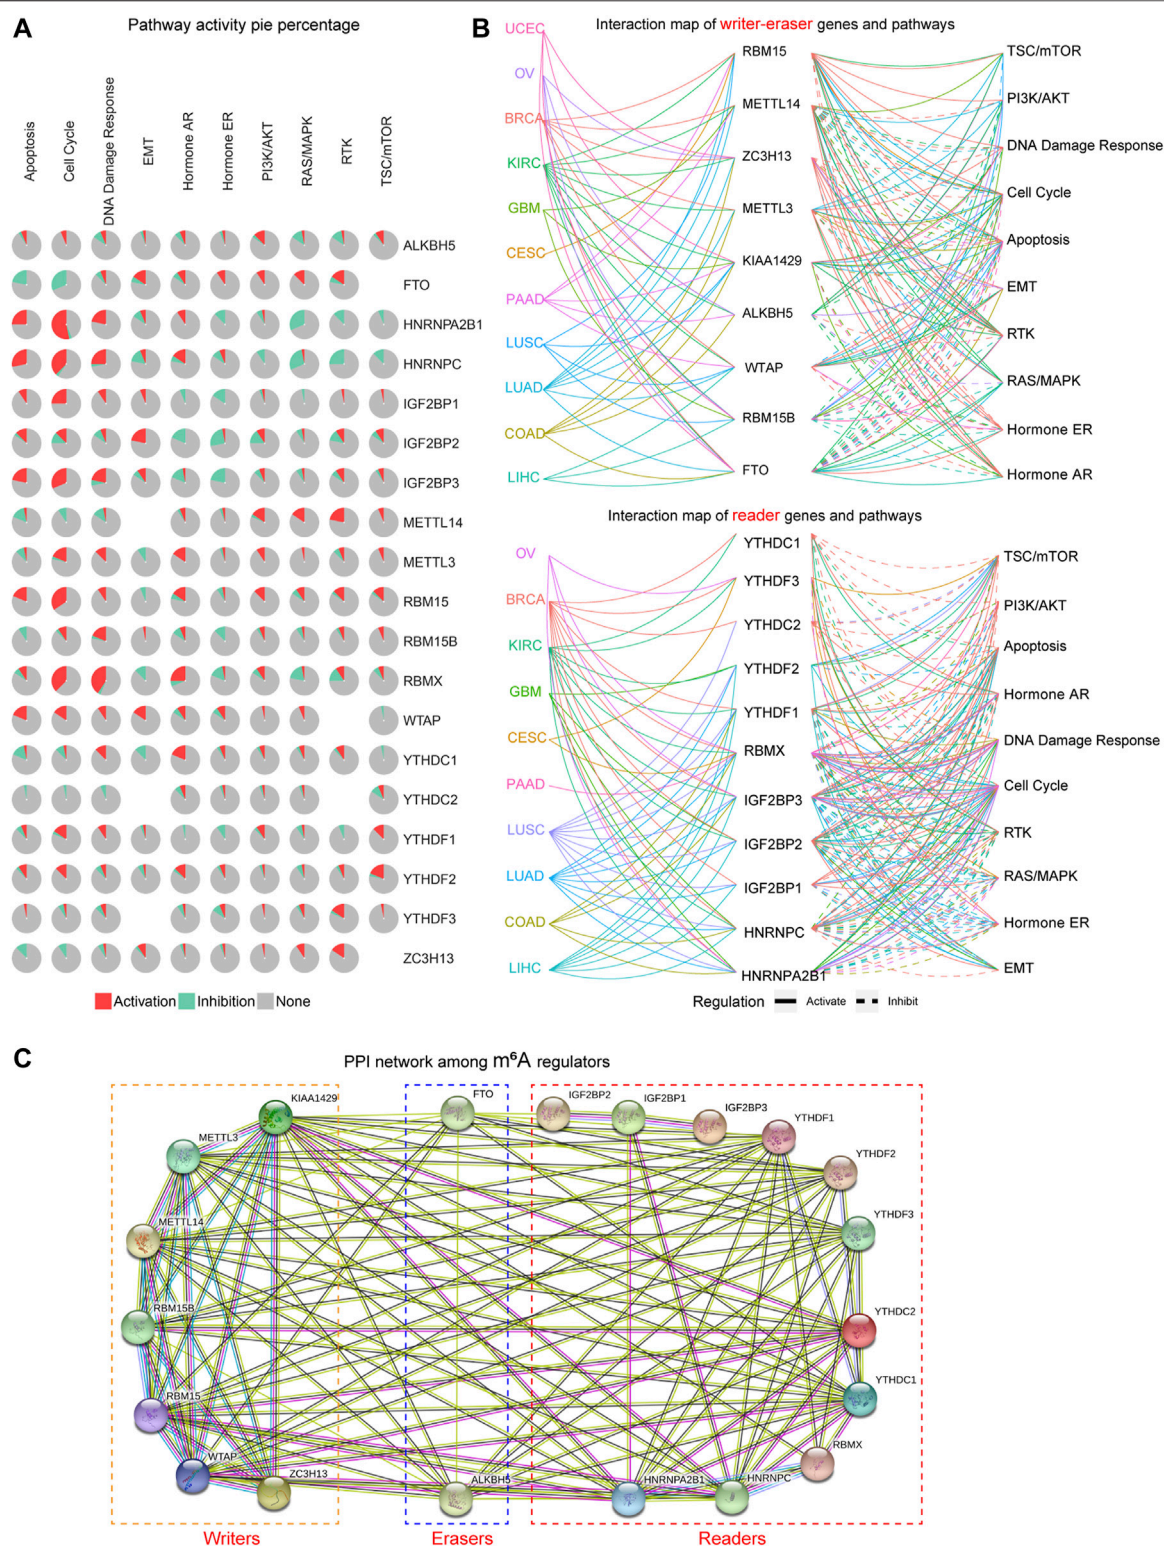 A
Pathway activity pie percentage
Apoptosis
Cell Cycle
DNA Damage Response
EMT
Hormone AR
Hormone ER
PI3K/AKT
RAS/MAPK
RTK
TSC/mTOR
ALKBH5
FTO
HNRNPA2B1
HNRNPC
IGF2BP1
IGF2BP2
IGF2BP3
METTL14
METTL3
RBM15
RBM15B
RBMX
WTAP
YTHDC1
YTHDC2
YTHDF1
YTHDF2
YTHDF3
ZC3H13
Activation Inhibition None
B
Interaction map of writer-eraser genes and pathways
UCEC
OV
BRCA
KIRC
GBM
CESC
PAAD
LUSC
LUAD
COAD
LIHC
RBM15
METTL14
ZC3H13
METTL3
KIAA1429
ALKBH5
WTAP
RBM15B
FTO
TSC/mTOR
PI3K/AKT
DNA Damage Response
Cell Cycle
Apoptosis
EMT
RTK
RAS/MAPK
Hormone ER
Hormone AR
Interaction map of reader genes and pathways
OV
BRCA
KIRC
GBM
CESC
PAAD
LUSC
LUAD
COAD
LIHC
YTHDC1
YTHDF3
YTHDC2
YTHDF2
YTHDF1
RBMX
IGF2BP3
IGF2BP2
IGF2BP1
HNRNPC
HNRNPA2B1
TSC/mTOR
PI3K/AKT
Apoptosis
Hormone AR
DNA Damage Response
Cell Cycle
RTK
RAS/MAPK
Hormone ER
EMT
Regulation Activate Inhibit
C
PPI network among m⁶A regulators
KIAA1429
METTL3
METTL14
RBM15B
RBM15
WTAP
ZC3H13
FTO
ALKBH5
IGF2BP2
IGF2BP1
IGF2BP3
YTHDF1
YTHDF2
YTHDF3
YTHDC2
YTHDC1
RBMX
HNRNPC
HNRNPA2B1
Writers
Erasers
Readers